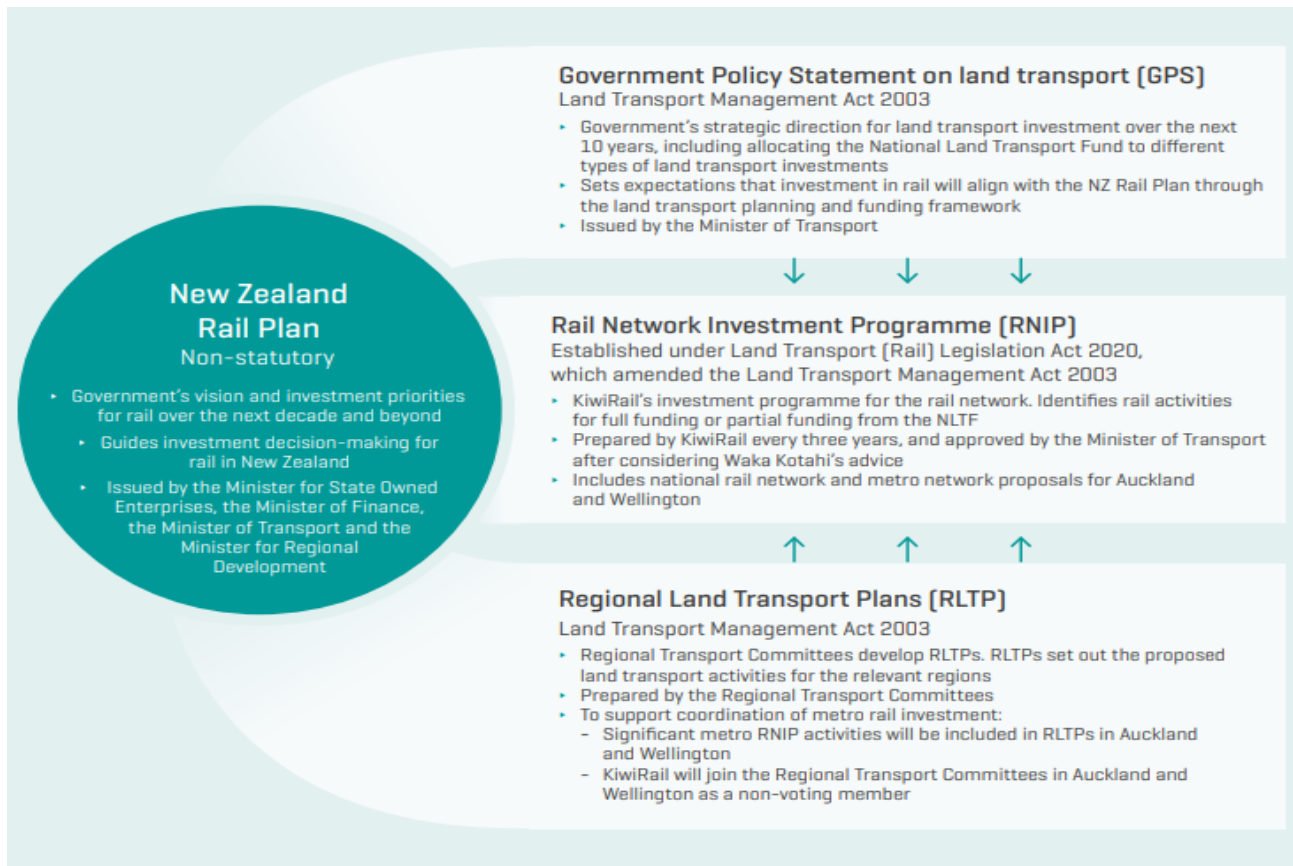 New Zealand
Rail Plan
Non-statutory
‣ Government's vision and investment priorities
for rail over the next decade and beyond
‣ Guides investment decision-making for
rail in New Zealand
‣ Issued by the Minister for State Owned
Enterprises, the Minister of Finance,
the Minister of Transport and the
Minister for Regional
Development
Government Policy Statement on land transport (GPS)
Land Transport Management Act 2003
‣ Government's strategic direction for land transport investment over the next
10 years, including allocating the National Land Transport Fund to different
types of land transport investments
‣ Sets expectations that investment in rail will align with the NZ Rail Plan through
the land transport planning and funding framework
‣ Issued by the Minister of Transport
Rail Network Investment Programme (RNIP)
Established under Land Transport (Rail) Legislation Act 2020,
which amended the Land Transport Management Act 2003
‣ KiwiRail's investment programme for the rail network. Identifies rail activities
for full funding or partial funding from the NLTF
‣ Prepared by KiwiRail every three years, and approved by the Minister of Transport
after considering Waka Kotahi's advice
‣ Includes national rail network and metro network proposals for Auckland
and Wellington
Regional Land Transport Plans (RLTP)
Land Transport Management Act 2003
‣ Regional Transport Committees develop RLTPs. RLTPs set out the proposed
land transport activities for the relevant regions
‣ Prepared by the Regional Transport Committees
‣ To support coordination of metro rail investment:
– Significant metro RNIP activities will be included in RLTPs in Auckland
and Wellington
– KiwiRail will join the Regional Transport Committees in Auckland and
Wellington as a non-voting member